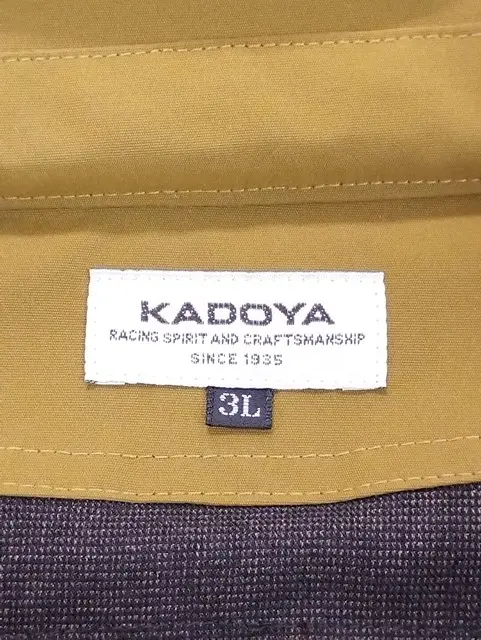 KADOYA
RACING SPIRIT AND CRAFTSMANSHIP
SINCE 1935
3L